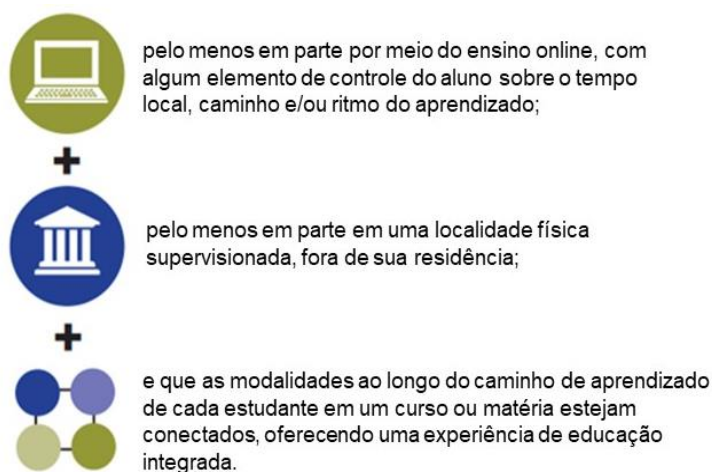 pelo menos em parte por meio do ensino online, com
algum elemento de controle do aluno sobre o tempo
local, caminho e/ou ritmo do aprendizado;
+
pelo menos em parte em uma localidade física
supervisionada, fora de sua residência;
+
e que as modalidades ao longo do caminho de aprendizado
de cada estudante em um curso ou matéria estejam
conectados, oferecendo uma experiência de educação
integrada.